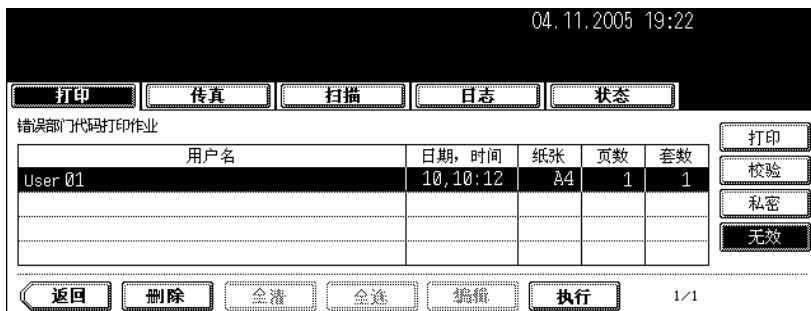 04.11.2005 19:22
打印 传真 扫描 日志 状态
错误部门代码打印作业
打印
用户名 日期，时间 纸张 页数 套数
校验
User 01 10,10:12 A4 1 1
私密
无效
返回 删除 全清 全选 编辑 执行 1/1